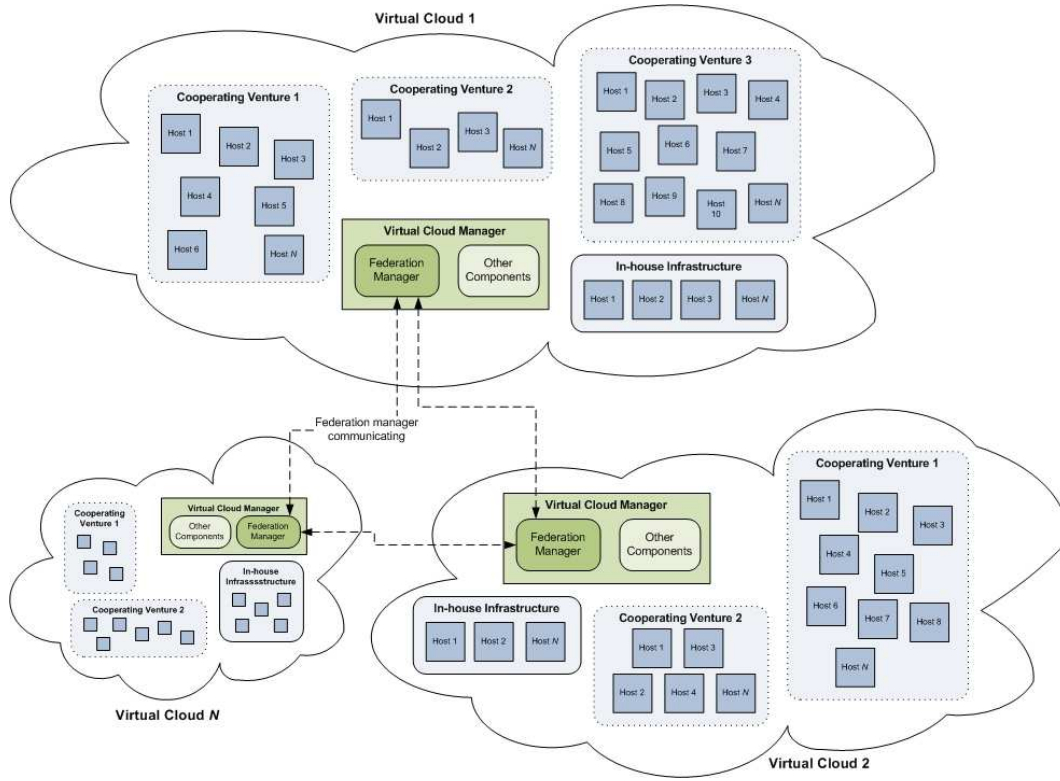 Virtual Cloud 1
Cooperating Venture 1
Host 1
Host 2
Host 3
Host 4
Host 5
Host 6
Host N
Cooperating Venture 2
Host 1
Host 2
Host 3
Host N
Cooperating Venture 3
Host 1
Host 2
Host 3
Host 4
Host 5
Host 6
Host 7
Host 8
Host 9
Host
10
Host N
Virtual Cloud Manager
Federation
Manager
Other
Components
In-house Infrastructure
Host 1
Host 2
Host 3
Host N
Federation manager
communicating
Cooperating
Venture 1
Virtual Cloud Manager
Other
Components
Federation
Manager
In-house
Infrasssstructure
Cooperating Venture 2
Virtual Cloud N
Virtual Cloud Manager
Federation
Manager
Other
Components
In-house Infrastructure
Host 1
Host 2
Host N
Cooperating Venture 2
Host 1
Host 3
Host 2
Host 4
Host N
Cooperating Venture 1
Host 1
Host 2
Host 3
Host 4
Host 5
Host 6
Host 7
Host 8
Host N
Virtual Cloud 2